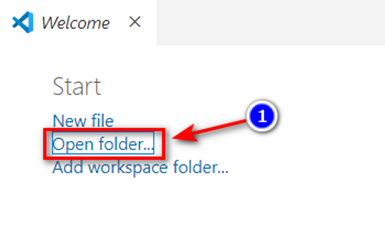 Welcome
Start
New file
Open folder...
1
Add workspace folder...